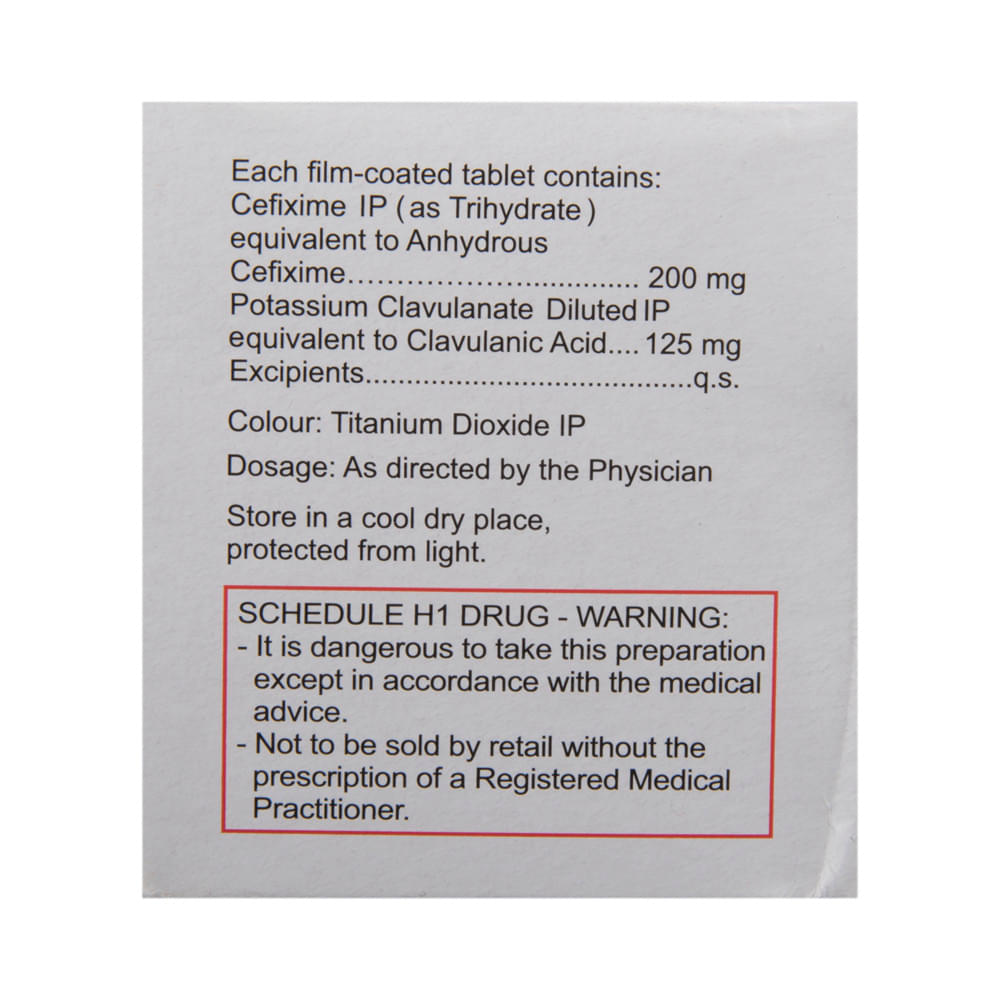 Each film-coated tablet contains:
Cefixime IP ( as Trihydrate )
equivalent to Anhydrous
Cefixime................................. 200 mg
Potassium Clavulanate Diluted IP
equivalent to Clavulanic Acid.... 125 mg
Excipients.......................................q.s.
Colour: Titanium Dioxide IP
Dosage: As directed by the Physician
Store in a cool dry place,
protected from light.
SCHEDULE H1 DRUG - WARNING:
- It is dangerous to take this preparation
except in accordance with the medical
advice.
- Not to be sold by retail without the
prescription of a Registered Medical
Practitioner.